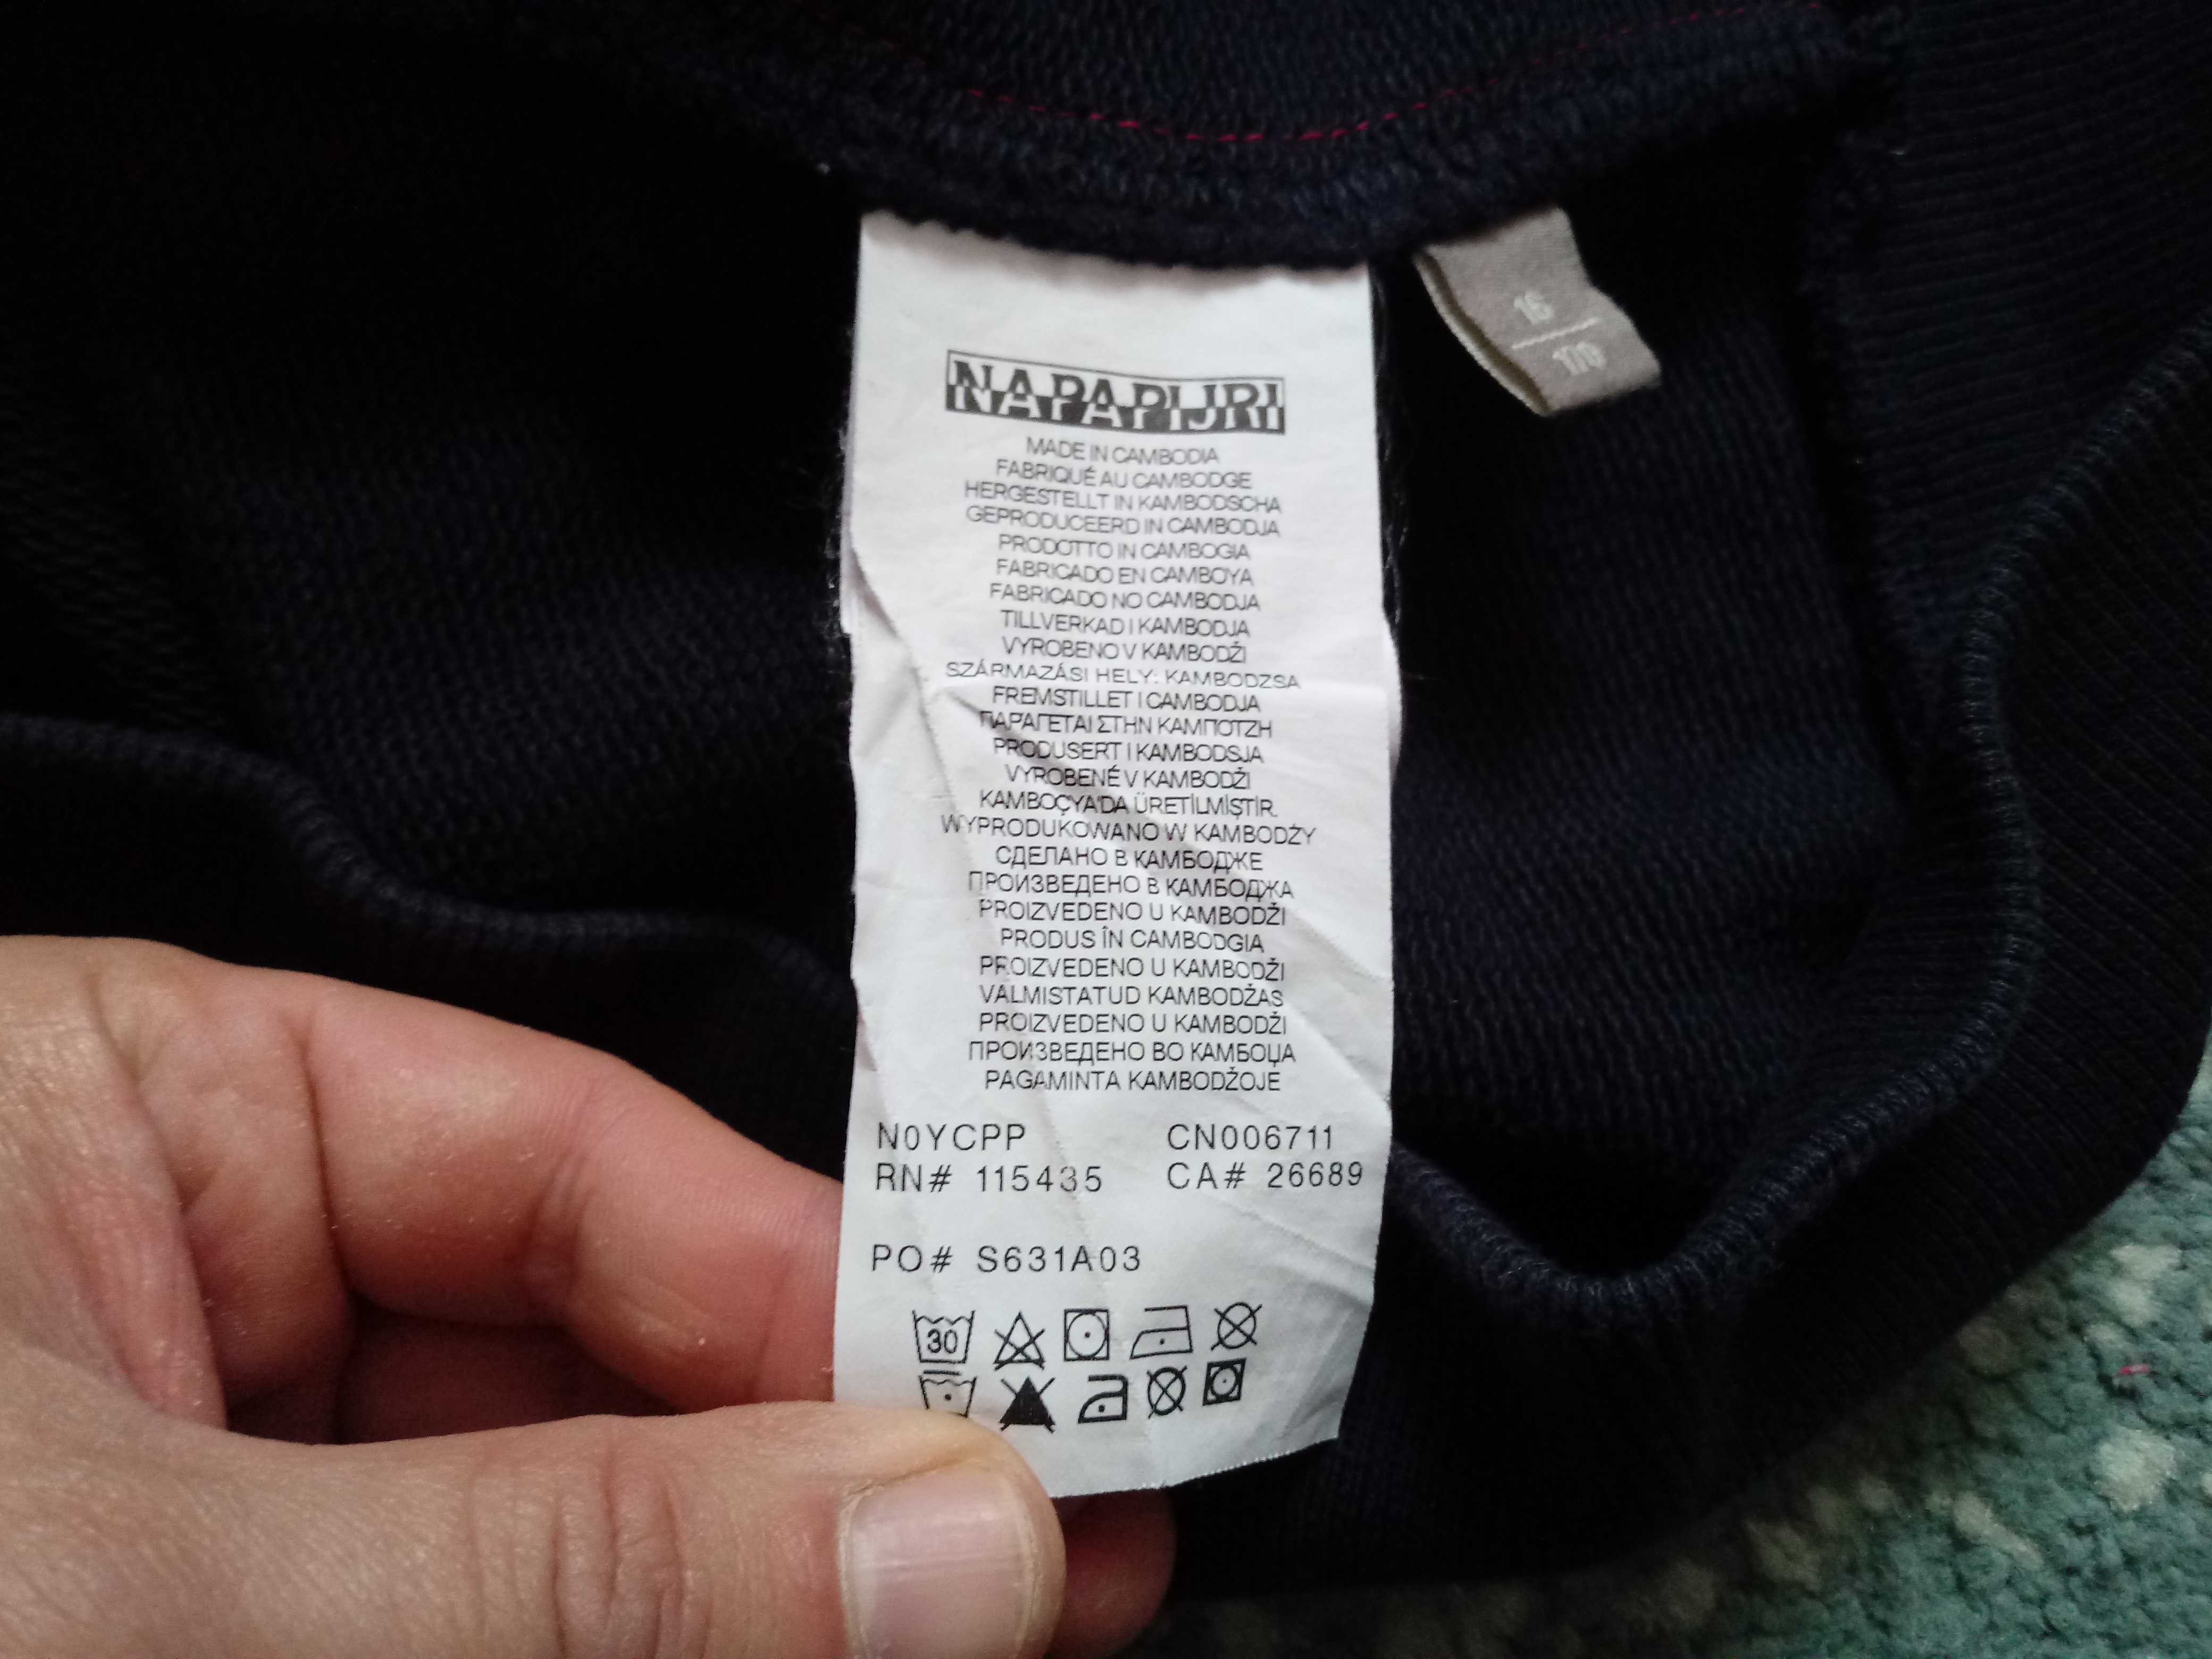 NAPAPIJRI
MADE IN CAMBODIA
FABRIQUÉ AU CAMBODGE
HERGESTELLT IN KAMBODSCHA
GEPRODUCEERD IN CAMBODJA
PRODOTTO IN CAMBOGIA
FABRICADO EN CAMBOYA
FABRICADO NO CAMBODJA
TILLVERKAD I KAMBODJA
VYROBENO V KAMBODŽI
SZÁRMAZÁSI HELY: KAMBODZSA
FREMSTILLET I CAMBODJA
ΠΑΡΑΓΕΤΑΙ ΣΤΗΝ ΚΑΜΠΟΤΖΗ
PRODUSERT I KAMBODSJA
VYROBENÉ V KAMBODŽI
KAMBOÇYA'DA ÜRETİLMİŞTİR.
WYPRODUKOWANO W KAMBODŻY
СДЕЛАНО В КАМБОДЖЕ
ПРОИЗВЕДЕНО В КАМБОДЖА
PROIZVEDENO U KAMBODŽI
PRODUS ÎN CAMBODGIA
PROIZVEDENO U KAMBODŽI
VALMISTATUD KAMBODŽAS
PROIZVEDENO U KAMBODŽI
ПРОИЗВЕДЕНО ВО КАМБОЏА
PAGAMINTA KAMBODŽOJE
N0YCPP CN006711
RN# 115435 CA# 26689
PO# S631A03
30
16
170